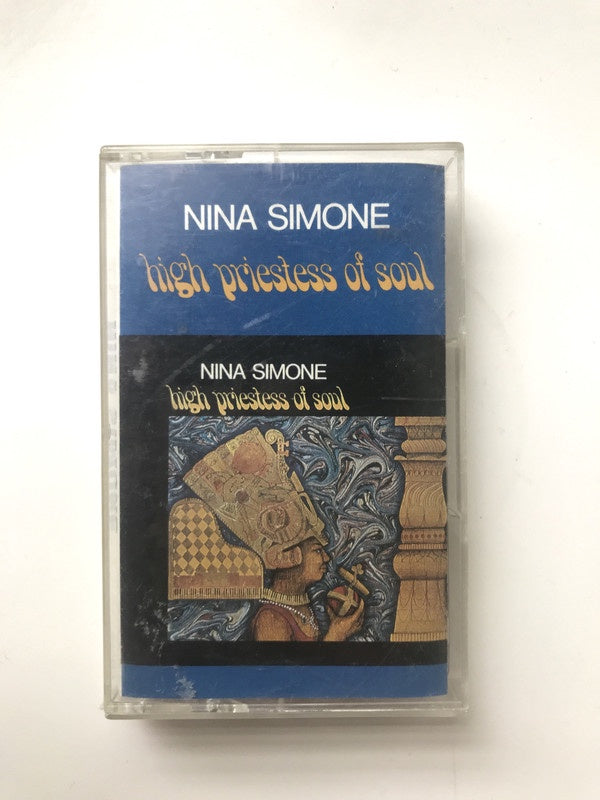 NINA SIMONE
high priestess of soul
NINA SIMONE
high priestess of soul